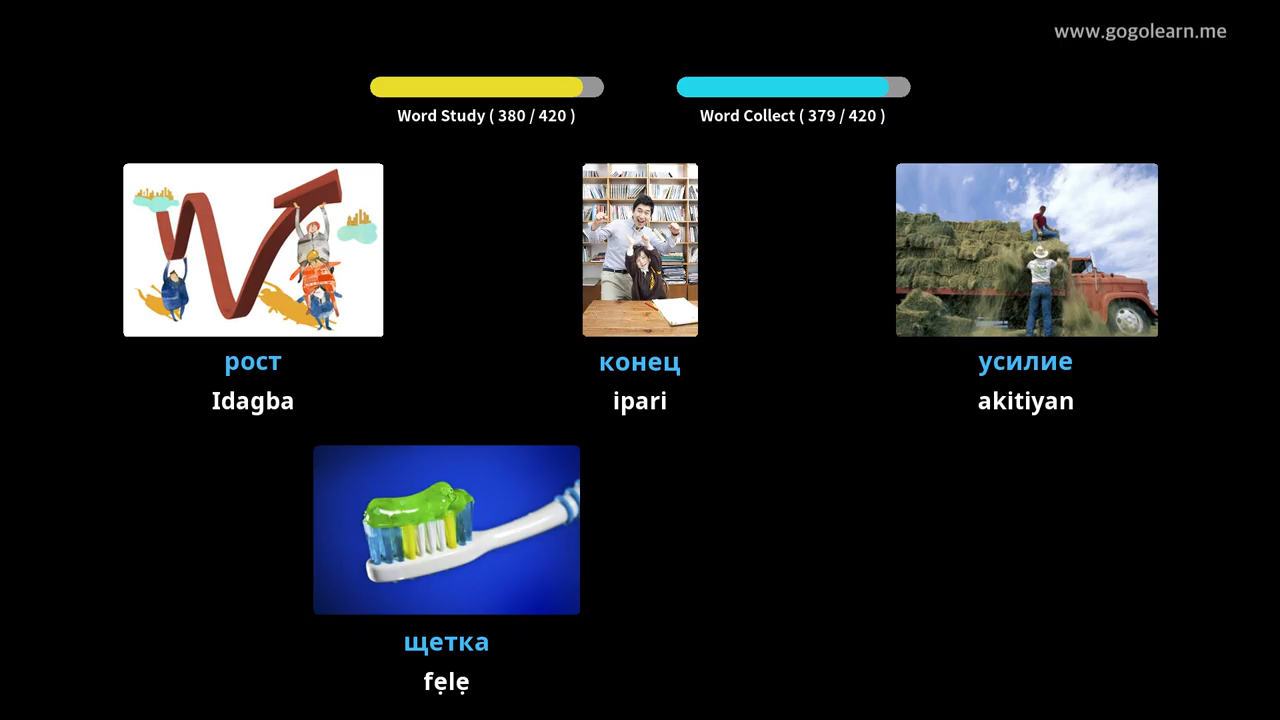 www.gogolearn.me
Word Study ( 380 / 420 )
Word Collect ( 379 / 420 )
рост
Idagba
конец
ipari
усилие
akitiyan
щетка
fẹlẹ